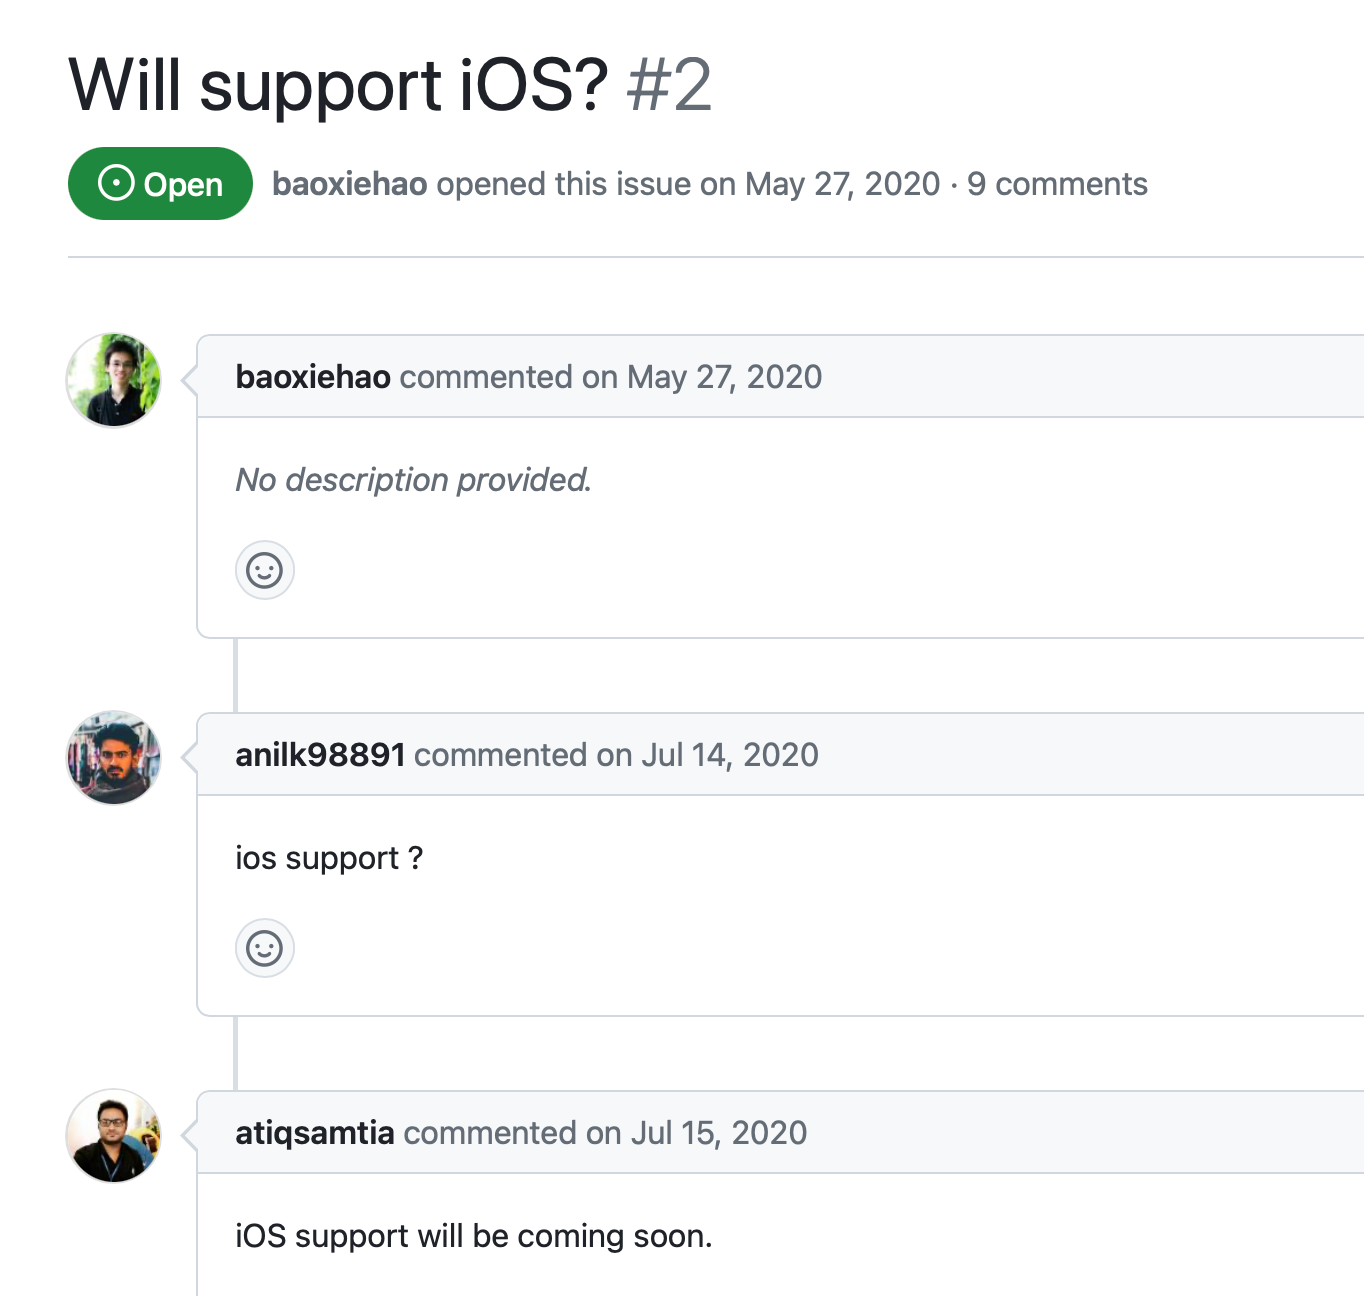 Will support iOS? #2
Open baoxiehao opened this issue on May 27, 2020 · 9 comments
baoxiehao commented on May 27, 2020
No description provided.
anilk98891 commented on Jul 14, 2020
ios support ?
atiqsamtia commented on Jul 15, 2020
iOS support will be coming soon.